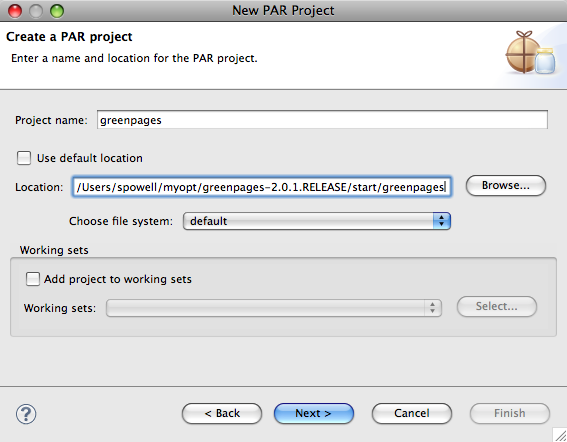 New PAR Project
Create a PAR project
Enter a name and location for the PAR project.
Project name: greenpages
Use default location
Location: /Users/spowell/myopt/greenpages-2.0.1.RELEASE/start/greenpages Browse...
Choose file system: default
Working sets
Add project to working sets
Working sets: Select...
? < Back Next > Cancel Finish